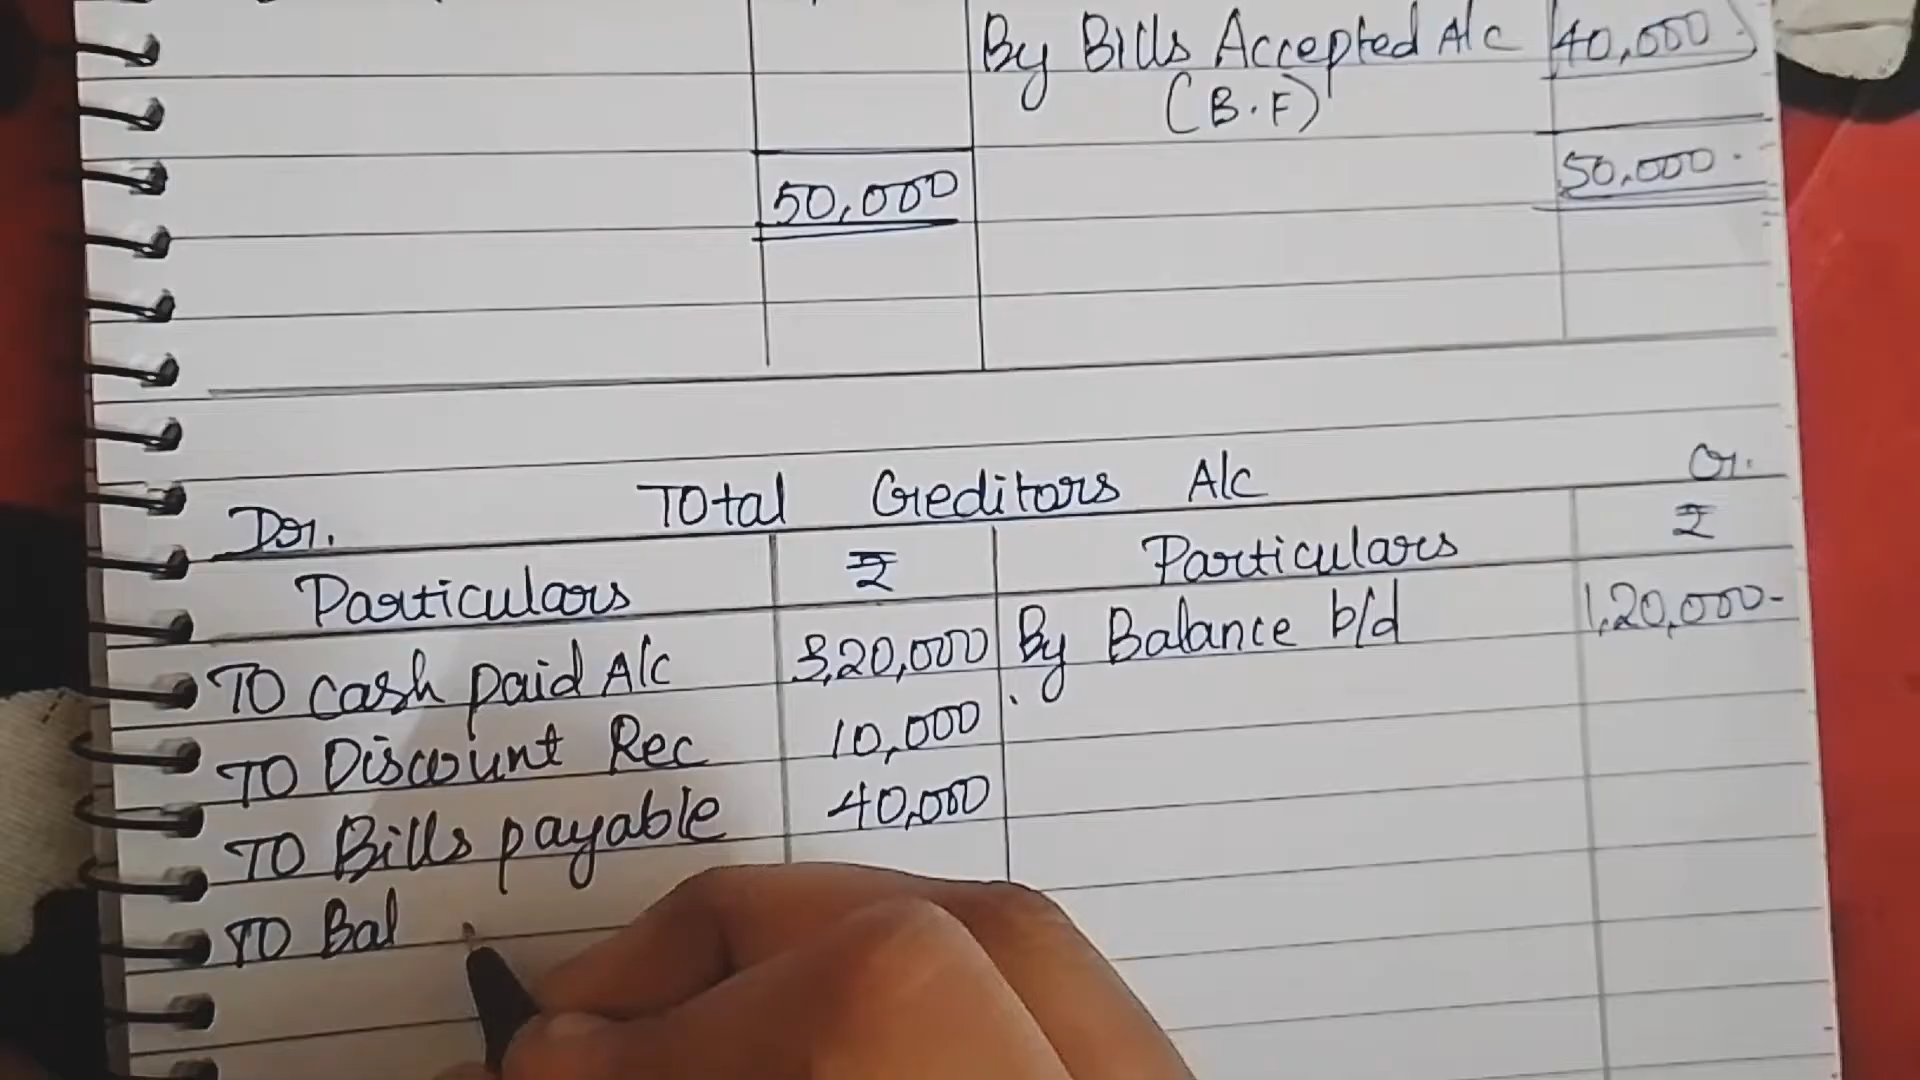 By Bills Accepted A/c 40,000
(B.F)
50,000 50,000
Total Creditors A/c
Dr. Cr.
Particulars ₹ Particulars ₹
To Cash paid A/c 3,20,000 By Balance b/d 1,20,000
To Discount Rec 10,000
To Bills payable 40,000
To Bal